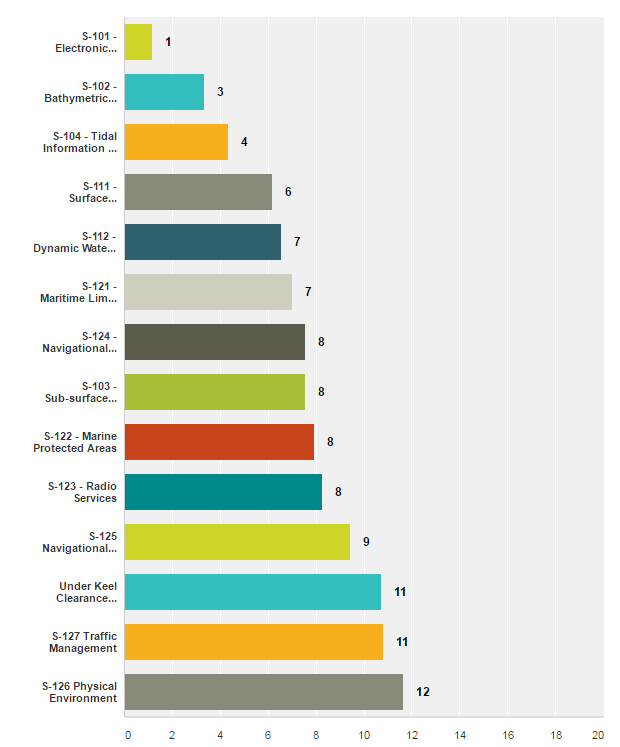 S-101 -
Electronic...
1
S-102 -
Bathymetric...
3
S-104 - Tidal
Information ...
4
S-111 -
Surface...
6
S-112 -
Dynamic Wate...
7
S-121 -
Maritime Lim...
7
S-124 -
Navigational...
8
S-103 -
Sub-surface...
8
S-122 - Marine
Protected Areas
8
S-123 - Radio
Services
8
S-125
Navigational...
9
Under Keel
Clearance...
11
S-127 Traffic
Management
11
S-126 Physical
Environment
12
0 2 4 6 8 10 12 14 16 18 20